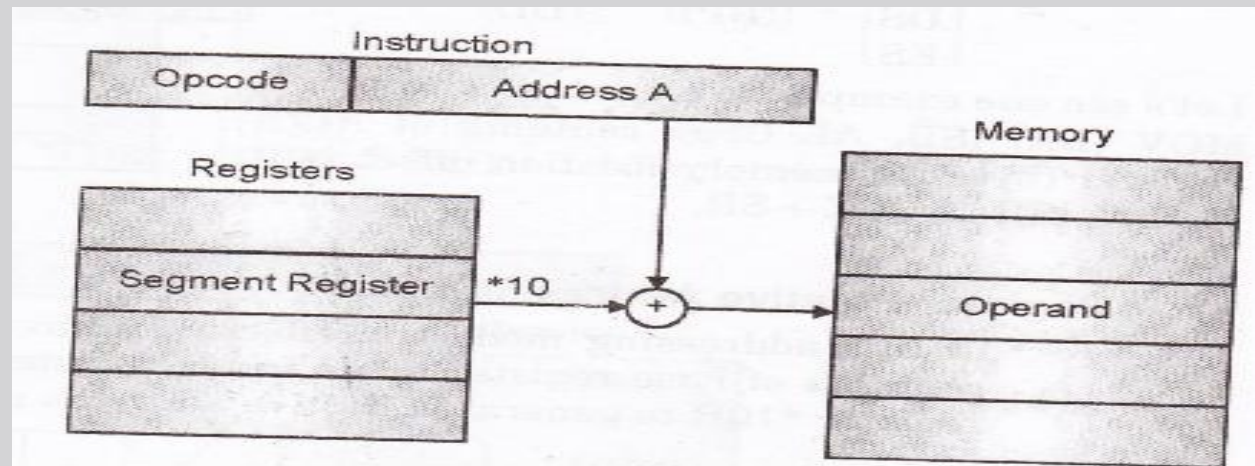 Instruction
Opcode
Address A
Memory
Registers
Segment Register
*10
+
Operand